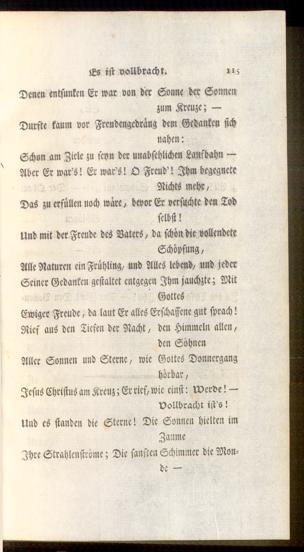 Es ist vollbracht. 215
Denen entsunken Er war von der Sonne der Sonnen
zum Kreuze; —
Durfte kaum vor Freudengedräng dem Gedanken sich
nahen:
Schon am Ziele zu seyn der unabsehlichen Laufbahn —
Aber Er war's! Er war's! O Freud'! Ihm begegnete
Nichts mehr,
Das zu erfüllen noch wäre, bevor Er versuchte den Tod
selbst!
Und mit der Freude des Vaters, da schön die vollendete
Schöpfung,
Alle Naturen ein Frühling, und Alles lebend, und jeder
Seiner Gedanken gestaltet entgegen Ihm jauchzte; Mit
Gottes
Ewiger Freude, da laut Er alles Erschaffene gut sprach!
Rief aus den Tiefen der Nacht, den Himmeln allen,
den Söhnen
Aller Sonnen und Sterne, wie Gottes Donnergang
hörbar,
Jesus Christus am Kreuz; Er rief, wie einst: Werde! —
Vollbracht ist's!
Und es standen die Sterne! Die Sonnen hielten im
Zaume
Ihre Strahlenströme; Die sanften Schimmer die Mon-
de —